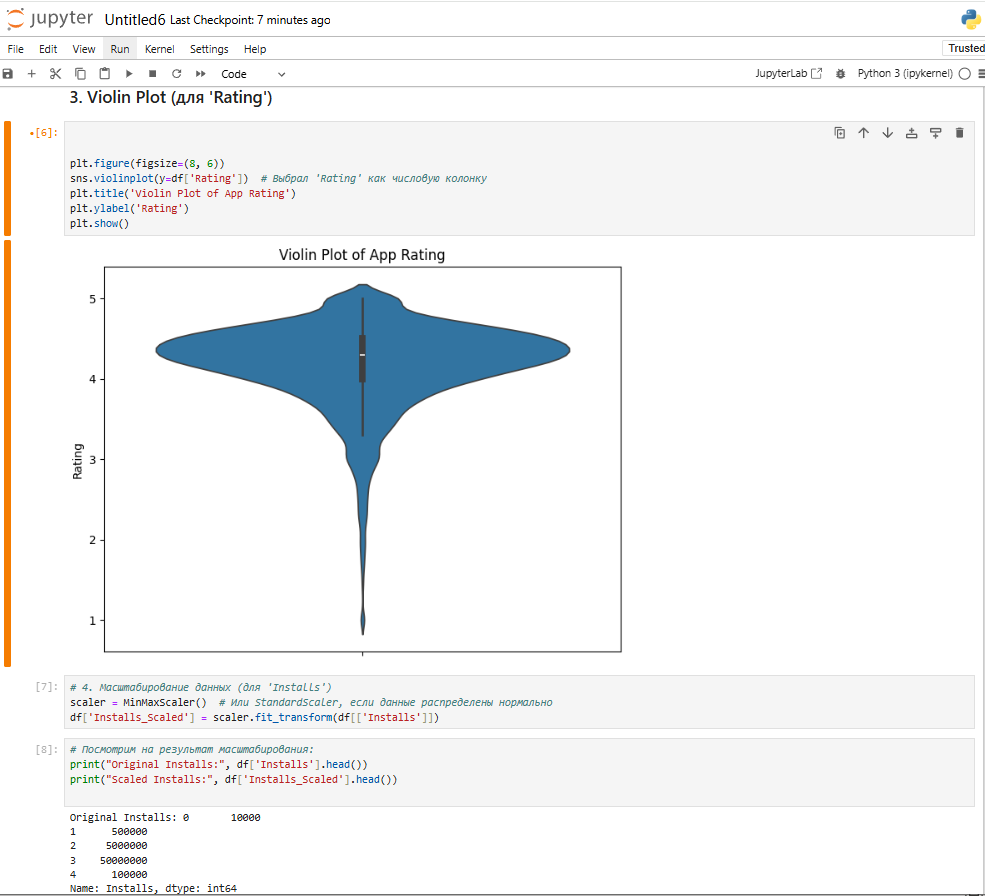 jupyter Untitled6 Last Checkpoint: 7 minutes ago
File Edit View Run Kernel Settings Help Trusted
Code JupyterLab Python 3 (ipykernel)
3. Violin Plot (для 'Rating')
[6]:
plt.figure(figsize=(8, 6))
sns.violinplot(y=df['Rating']) # Выбрал 'Rating' как числовую колонку
plt.title('Violin Plot of App Rating')
plt.ylabel('Rating')
plt.show()
Violin Plot of App Rating
5
4
3
2
1
Rating
[7]: # 4. Масштабирование данных (для 'Installs')
scaler = MinMaxScaler() # Или StandardScaler, если данные распределены нормально
df['Installs_Scaled'] = scaler.fit_transform(df[['Installs']])
[8]: # Посмотрим на результат масштабирования:
print("Original Installs:", df['Installs'].head())
print("Scaled Installs:", df['Installs_Scaled'].head())
Original Installs: 0 10000
1 500000
2 5000000
3 50000000
4 100000
Name: Installs, dtype: int64